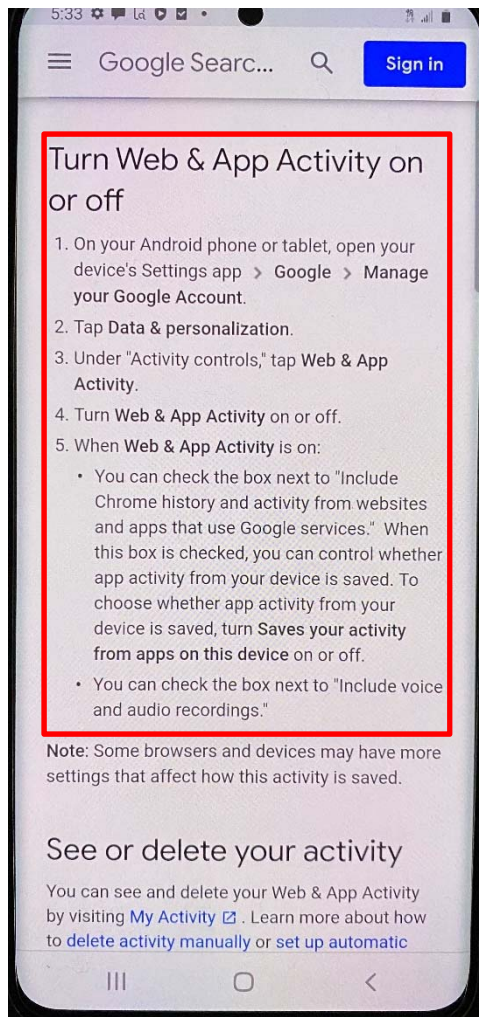 5:33
Google Searc...
Sign in
Turn Web & App Activity on
or off
1. On your Android phone or tablet, open your
device's Settings app > Google > Manage
your Google Account.
2. Tap Data & personalization.
3. Under "Activity controls," tap Web & App
Activity.
4. Turn Web & App Activity on or off.
5. When Web & App Activity is on:
• You can check the box next to "Include
Chrome history and activity from websites
and apps that use Google services." When
this box is checked, you can control whether
app activity from your device is saved. To
choose whether app activity from your
device is saved, turn Saves your activity
from apps on this device on or off.
• You can check the box next to "Include voice
and audio recordings."
Note: Some browsers and devices may have more
settings that affect how this activity is saved.
See or delete your activity
You can see and delete your Web & App Activity
by visiting My Activity. Learn more about how
to delete activity manually or set up automatic